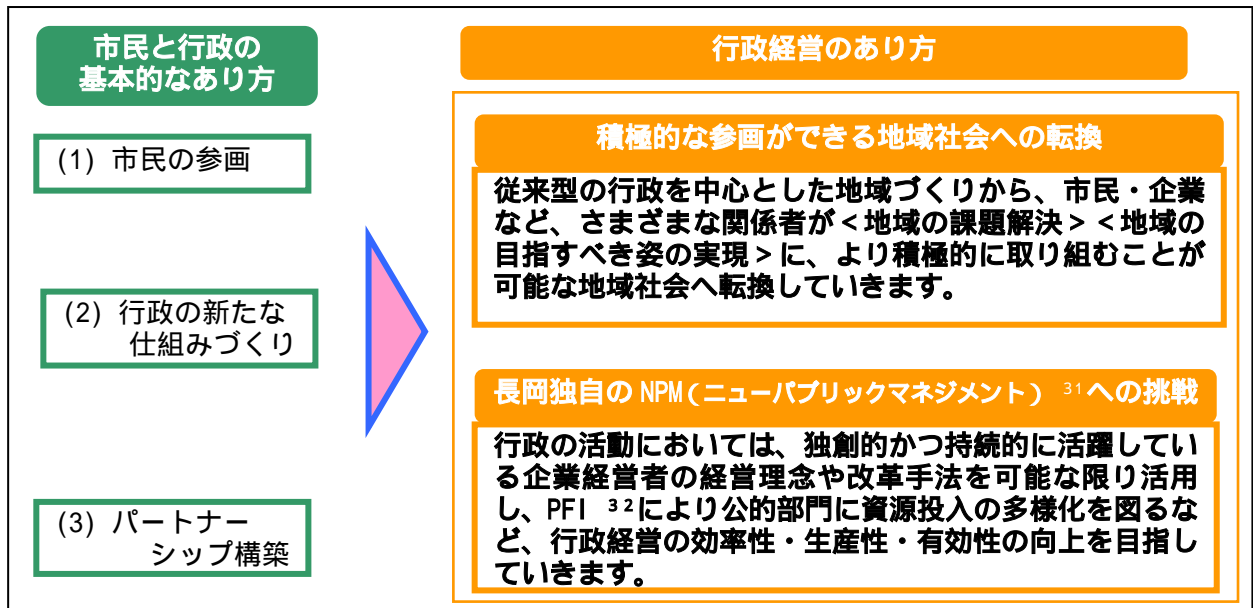 市民と行政の
基本的なあり方
(1) 市民の参画
(2) 行政の新たな
仕組みづくり
(3) パートナー
シップ構築
行政経営のあり方
積極的な参画ができる地域社会への転換
従来型の行政を中心とした地域づくりから、市民・企業
など、さまざまな関係者が<地域の課題解決><地域の
目指すべき姿の実現>に、より積極的に取り組むことが
可能な地域社会へ転換していきます。
長岡独自の NPM(ニューパブリックマネジメント) 31への挑戦
行政の活動においては、独創的かつ持続的に活躍してい
る企業経営者の経営理念や改革手法を可能な限り活用
し、PFI 32により公的部門に資源投入の多様化を図るな
ど、行政経営の効率性・生産性・有効性の向上を目指し
ていきます。